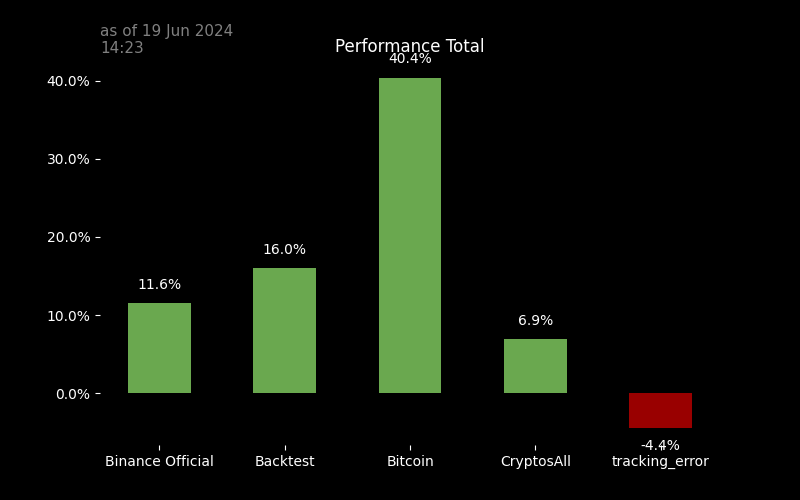 as of 19 Jun 2024
14:23
Performance Total
40.4%
40.0%
30.0%
20.0%
16.0%
11.6%
10.0%
6.9%
0.0%
-4.4%
Binance Official
Backtest
Bitcoin
CryptosAll
tracking_error